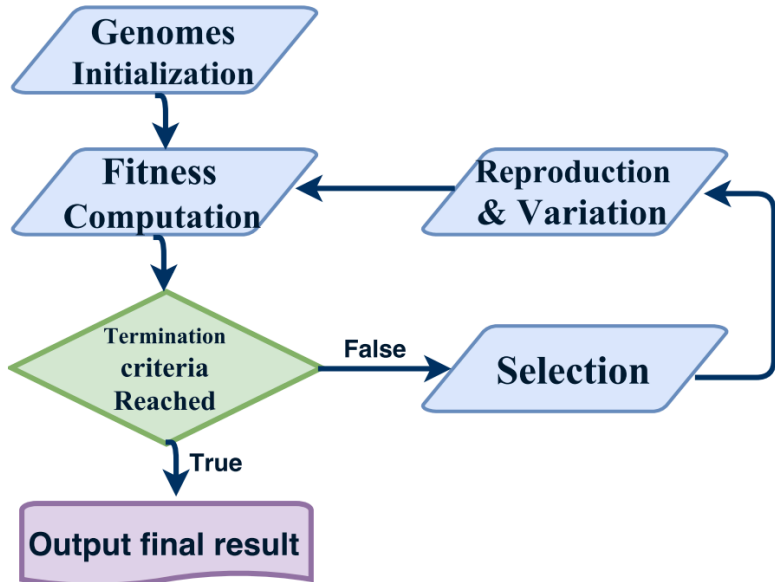 Genomes
Initialization
Fitness
Computation
Reproduction
& Variation
Termination
criteria
Reached
False
Selection
True
Output final result